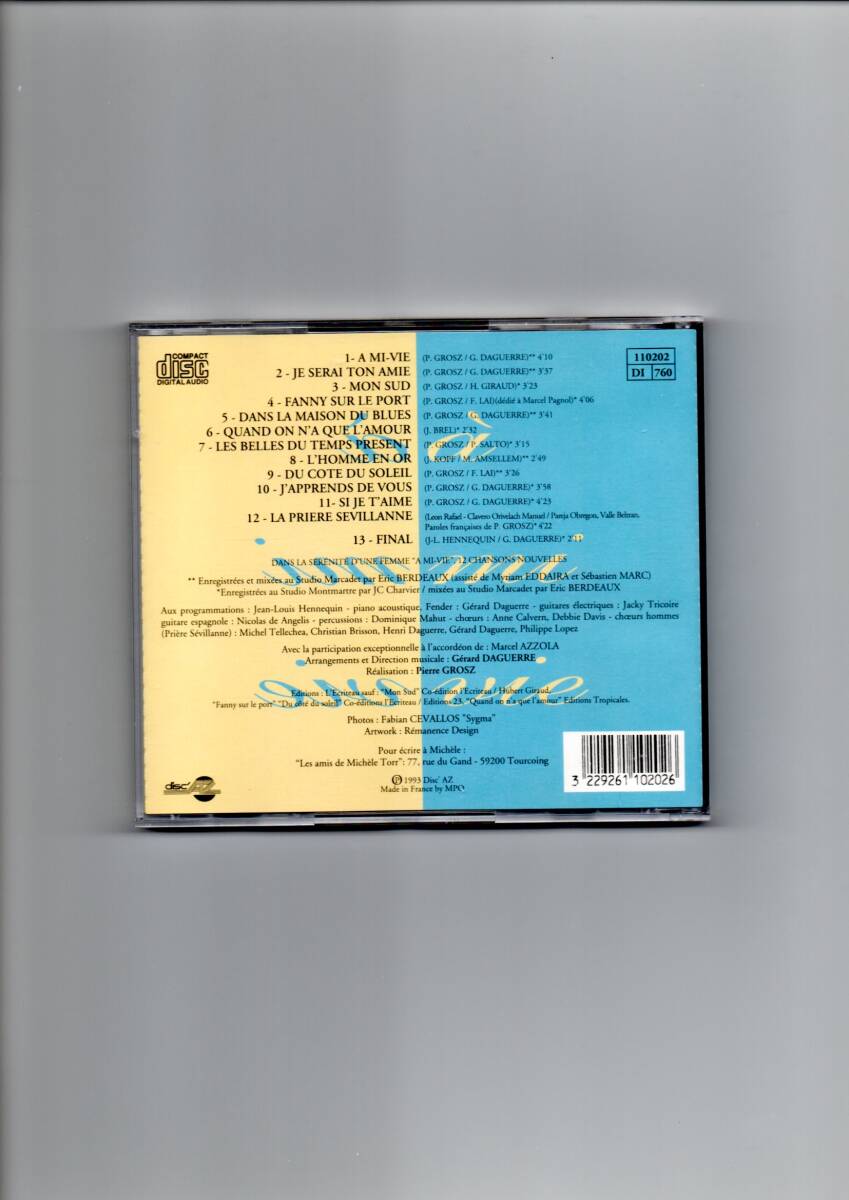 COMPACT
disc
DIGITAL AUDIO
110202
DI 760
1- A MI-VIE (P. GROSZ / G. DAGUERRE)** 4'10
2 - JE SERAI TON AMIE (P. GROSZ / G. DAGUERRE)** 3'37
3 - MON SUD (P. GROSZ / H. GIRAUD)* 3'23
4 - FANNY SUR LE PORT (P. GROSZ / F. LAI)(dédié à Marcel Pagnol)* 4'06
5 - DANS LA MAISON DU BLUES (P. GROSZ / G. DAGUERRE)* 3'41
6 - QUAND ON N'A QUE L'AMOUR (J. BREL)* 2'32
7 - LES BELLES DU TEMPS PRESENT (P. GROSZ / P. SALTO)* 3'15
8 - L'HOMME EN OR (J. KOFF / M. AMSELLEM)* 2'49
9 - DU COTE DU SOLEIL (P. GROSZ / F. LAI)* 3'26
10 - J'APPRENDS DE VOUS (P. GROSZ / G. DAGUERRE)* 3'58
11- SI JE T'AIME (P. GROSZ / G. DAGUERRE)* 4'23
12 - LA PRIERE SEVILLANNE (Leon Rafael - Clavero Orivelach Manuel / Pareja Obregon, Valle Beltran,
Paroles françaises de P. GROSZ)* 4'22
13 - FINAL (J-L. HENNEQUIN / G. DAGUERRE)*
DANS LA SERENITE D'UNE FEMME "A MI-VIE", 12 CHANSONS NOUVELLES
** Enregistrées et mixées au Studio Marcadet par Eric BERDEAUX (assisté de Myriam EDDAIRA et Sébastien MARC)
*Enregistrées au Studio Montmartre par JC Charvier / mixées au Studio Marcadet par Eric BERDEAUX
Aux programmations : Jean-Louis Hennequin - piano acoustique, Fender : Gérard Daguerre - guitares électriques : Jacky Tricoire
guitare espagnole : Nicolas de Angelis - percussions : Dominique Mahut - chœurs : Anne Calvern, Debbie Davis - chœurs hommes
(Prière Sévillanne) : Michel Tellechea, Christian Brisson, Henri Daguerre, Gérard Daguerre, Philippe Lopez
Avec la participation exceptionnelle à l'accordéon de : Marcel AZZOLA
Arrangements et Direction musicale : Gérard DAGUERRE
Réalisation : Pierre GROSZ
Editions : L'Ecriteau sauf : "Mon Sud" Co-édition l'Ecriteau / Hubert Giraud,
"Fanny sur le port" "Du côté du soleil" Co-éditions l'Ecriteau / Editions 23, "Quand on n'a que l'amour" Editions Tropicales.
Photos : Fabian CEVALLOS "Sygma"
Artwork : Rémanence Design
Pour écrire à Michèle :
"Les amis de Michèle Torr": 77, rue du Gand - 59200 Tourcoing
disc' az
Ⓟ 1993 Disc' AZ
Made in France by MPO
3 229261 102026